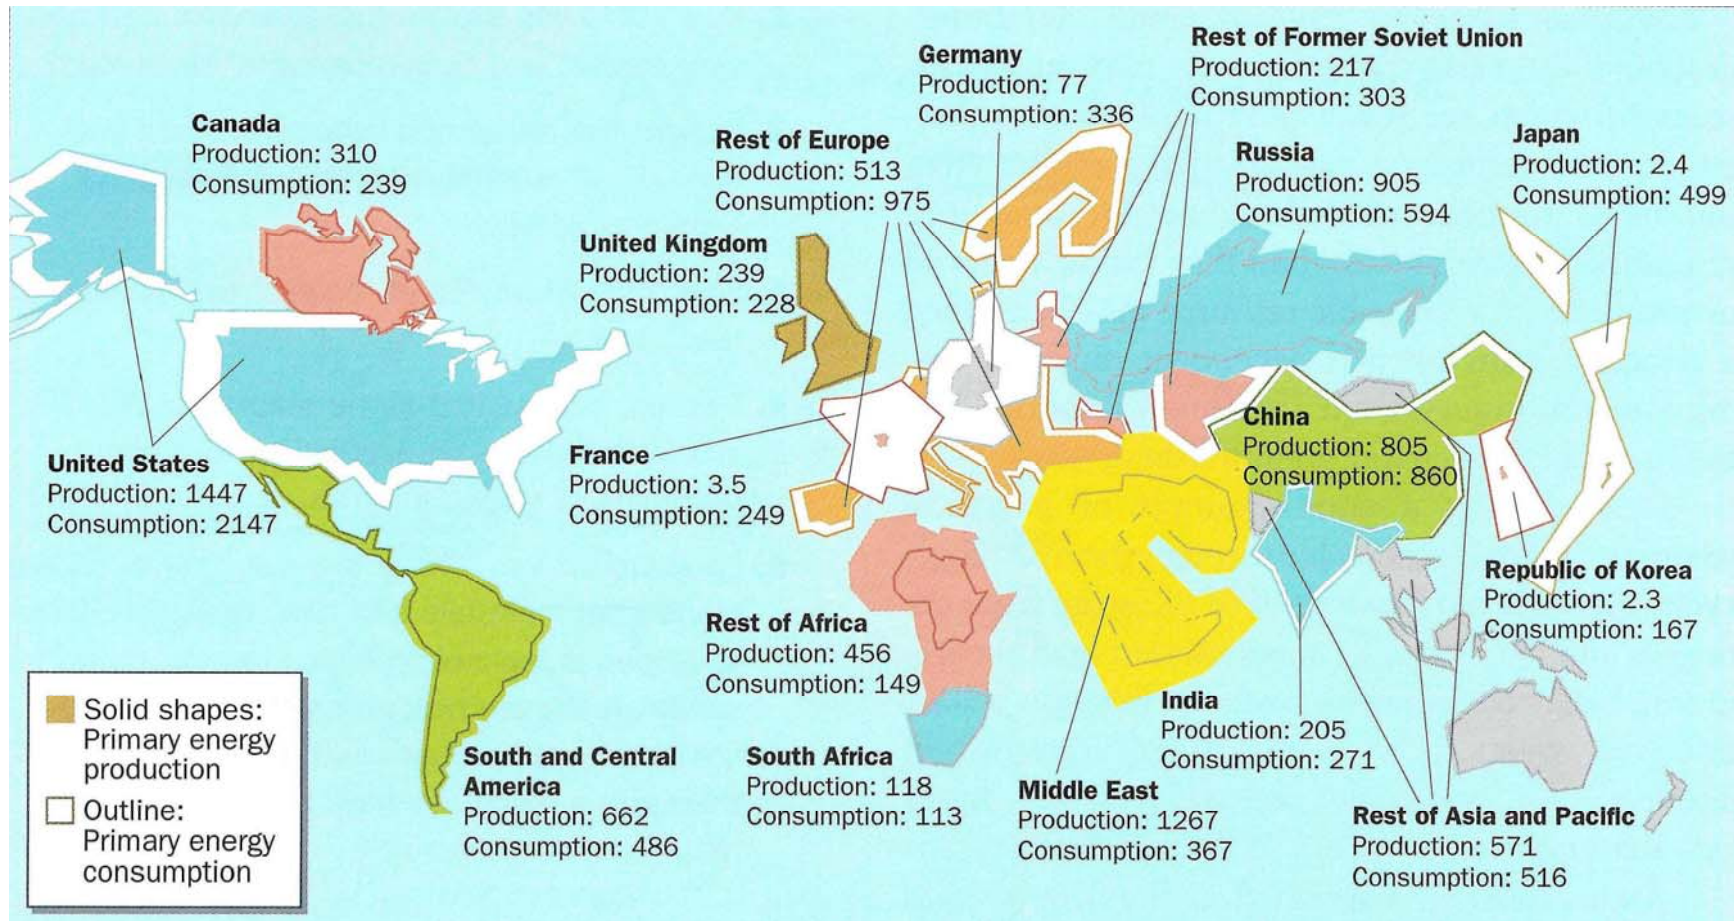 Canada
Production: 310
Consumption: 239
United States
Production: 1447
Consumption: 2147
South and Central
America
Production: 662
Consumption: 486
United Kingdom
Production: 239
Consumption: 228
Rest of Europe
Production: 513
Consumption: 975
Germany
Production: 77
Consumption: 336
Rest of Former Soviet Union
Production: 217
Consumption: 303
Russia
Production: 905
Consumption: 594
Japan
Production: 2.4
Consumption: 499
France
Production: 3.5
Consumption: 249
China
Production: 805
Consumption: 860
Rest of Africa
Production: 456
Consumption: 149
South Africa
Production: 118
Consumption: 113
Middle East
Production: 1267
Consumption: 367
India
Production: 205
Consumption: 271
Republic of Korea
Production: 2.3
Consumption: 167
Rest of Asia and Pacific
Production: 571
Consumption: 516
Solid shapes:
Primary energy
production
Outline:
Primary energy
consumption